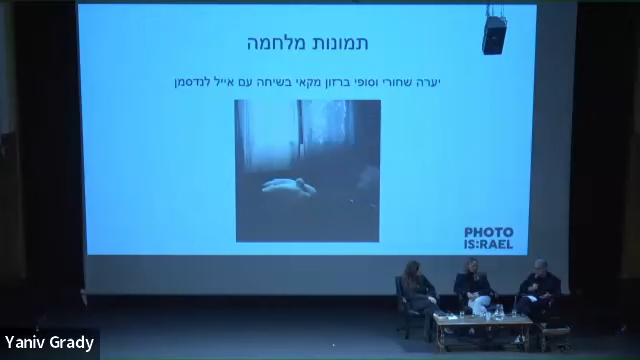 תמונות מלחמה
יערה שחורי וסופי ברזון מקאי בשיחה עם אייל לנדסמן
PHOTO
IS:RAEL
Yaniv Grady